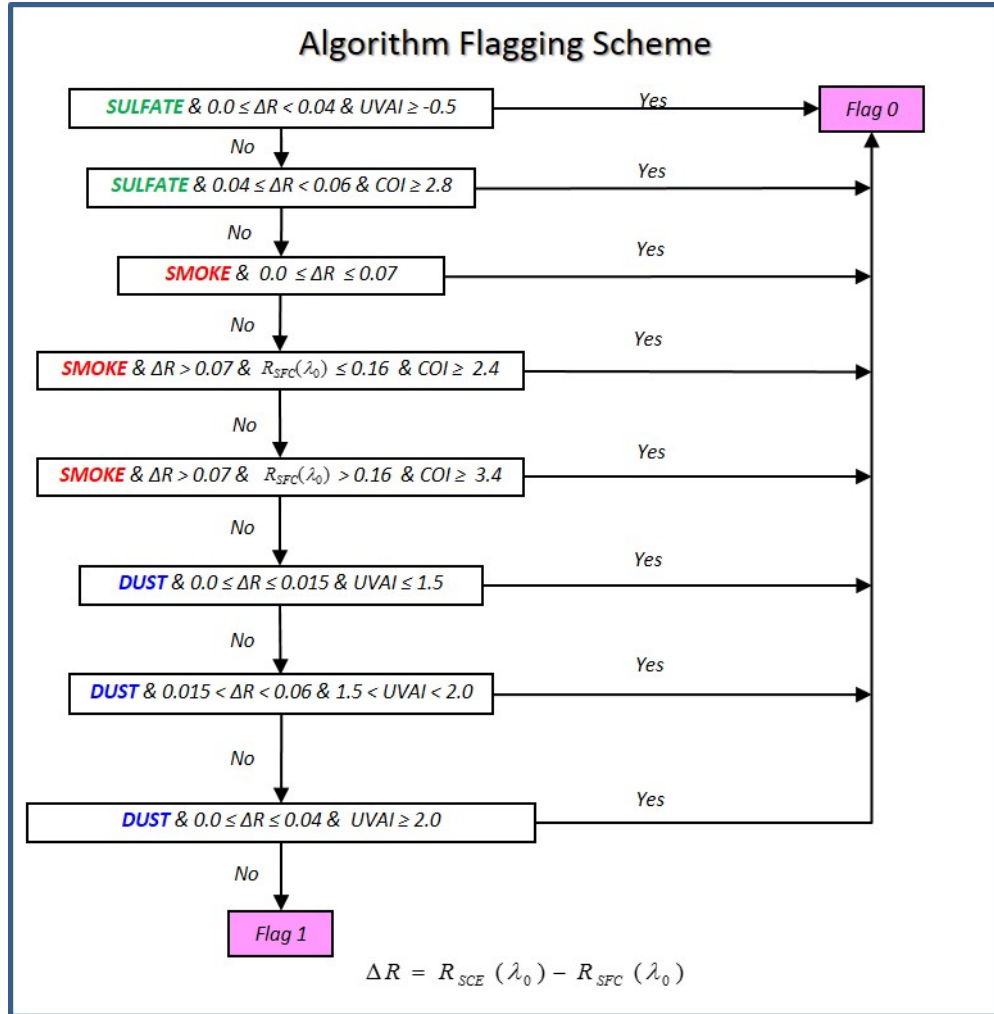 Algorithm Flagging Scheme
SULFATE & 0.0 ≤ ΔR < 0.04 & UVAI ≥ -0.5
Yes
Flag 0
No
SULFATE & 0.04 ≤ ΔR < 0.06 & COI ≥ 2.8
Yes
No
SMOKE & 0.0 ≤ ΔR ≤ 0.07
Yes
No
SMOKE & ΔR > 0.07 & R_SFC(λ₀) ≤ 0.16 & COI ≥ 2.4
Yes
No
SMOKE & ΔR > 0.07 & R_SFC(λ₀) > 0.16 & COI ≥ 3.4
Yes
No
DUST & 0.0 ≤ ΔR ≤ 0.015 & UVAI ≤ 1.5
Yes
No
DUST & 0.015 < ΔR < 0.06 & 1.5 < UVAI < 2.0
Yes
No
DUST & 0.0 ≤ ΔR ≤ 0.04 & UVAI ≥ 2.0
Yes
No
Flag 1
ΔR = R_SCE (λ₀) − R_SFC (λ₀)